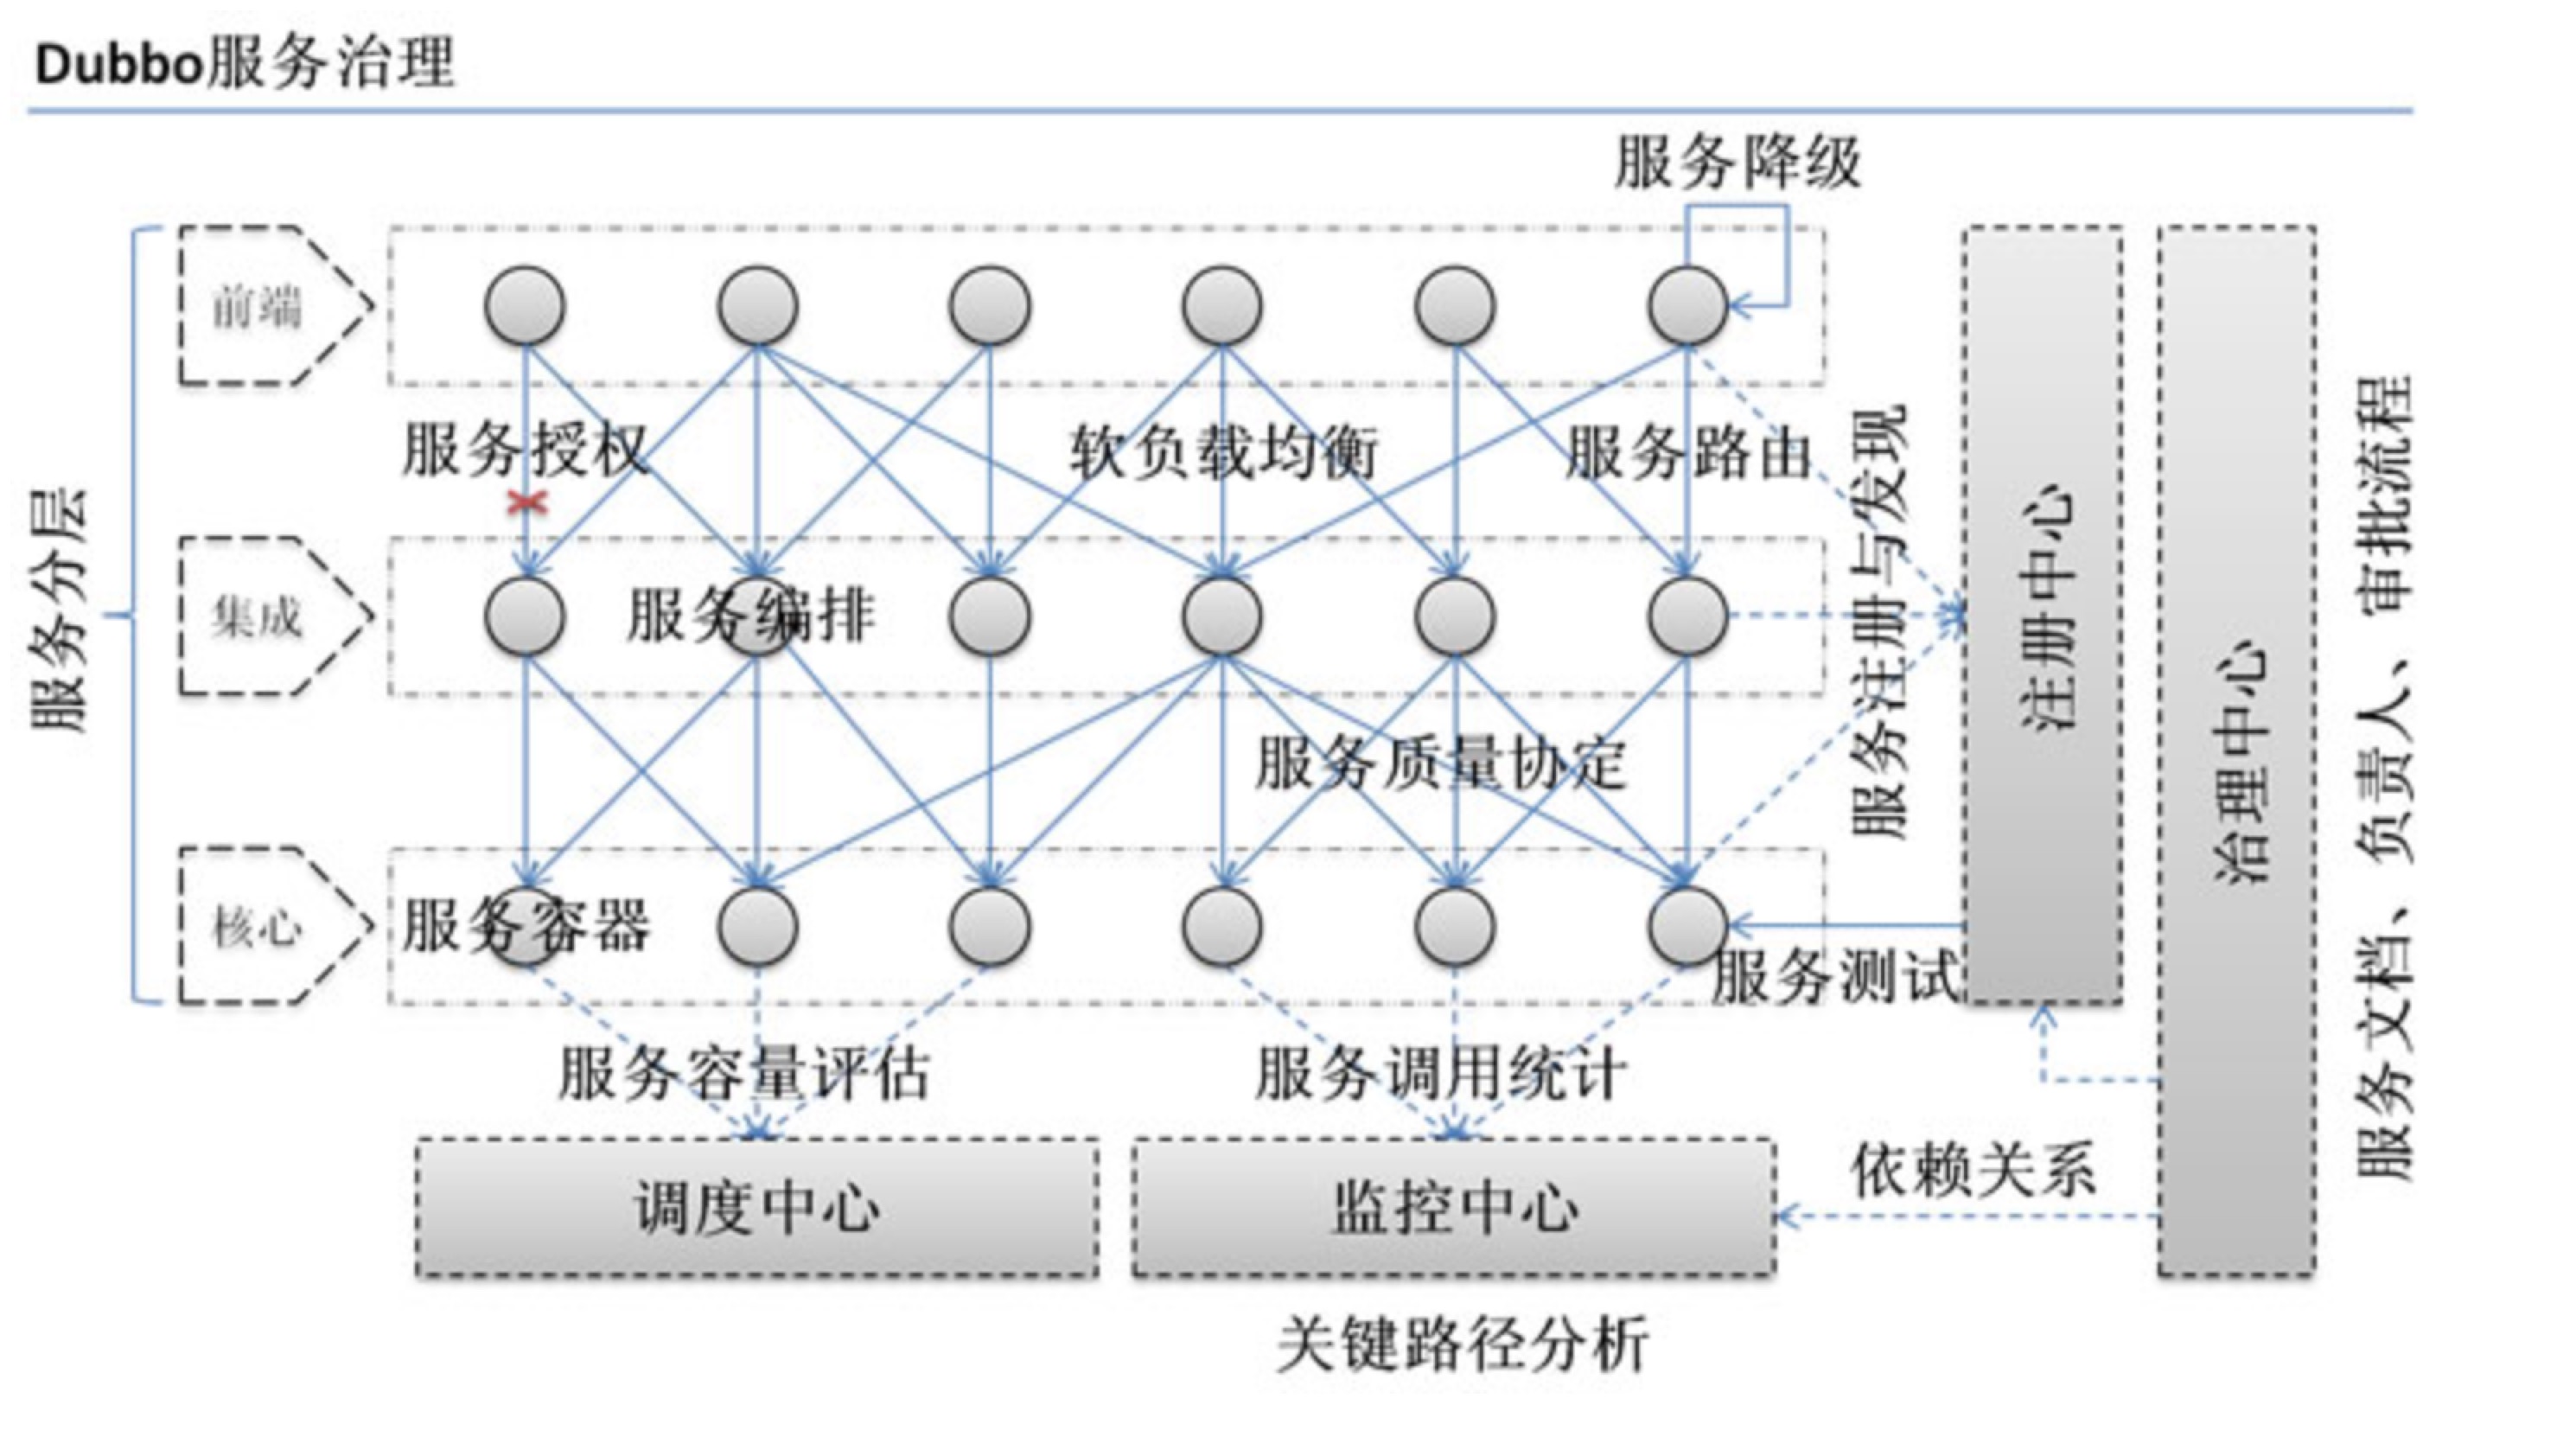 Dubbo服务治理
服务降级
前端
服务授权
软负载均衡
服务路由
服务分层
集成
服务编排
服务注册与发现
注册中心
治理中心
服务文档、负责人、审批流程
服务质量协定
核心
服务容器
服务测试
服务容量评估
服务调用统计
调度中心
监控中心
依赖关系
关键路径分析